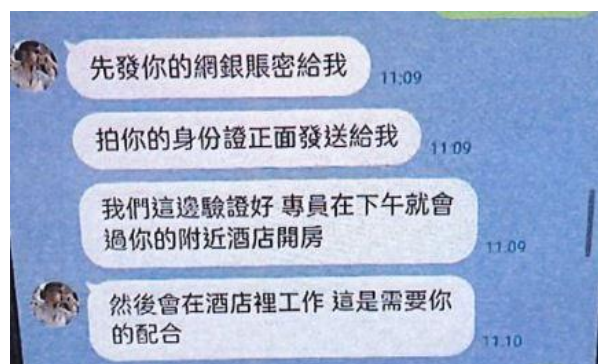 先發你的網銀賬密給我
11:09
拍你的身份證正面發送給我
11:09
我們這邊驗證好 專員在下午就會
過你的附近酒店開房
11:09
然後會在酒店裡工作 這是需要你
的配合
11:10